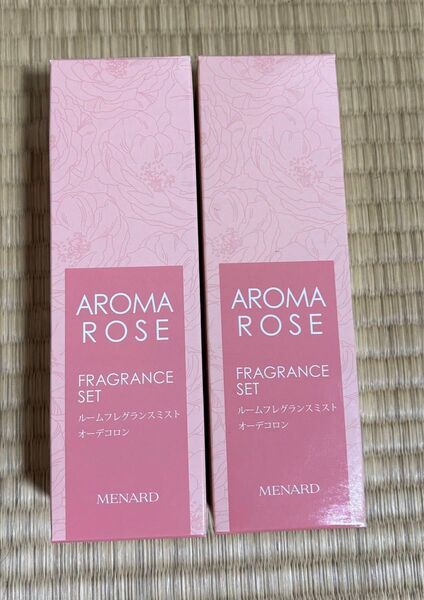 AROMA
ROSE
FRAGRANCE
SET
ルームフレグランスミスト
オーデコロン
MENARD
AROMA
ROSE
FRAGRANCE
SET
ルームフレグランスミスト
オーデコロン
MENARD